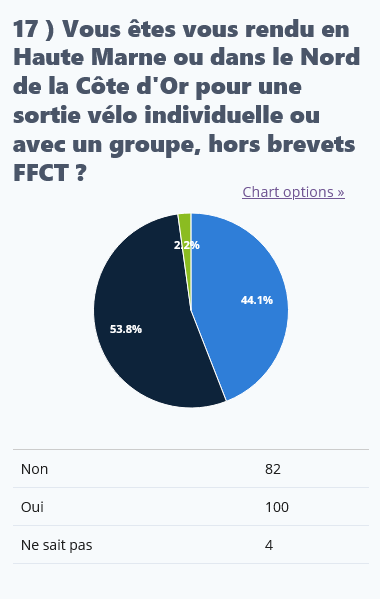 17 ) Vous êtes vous rendu en
Haute Marne ou dans le Nord
de la Côte d'Or pour une
sortie vélo individuelle ou
avec un groupe, hors brevets
FFCT ?
Chart options »
2.2%
44.1%
53.8%
Non 82
Oui 100
Ne sait pas 4